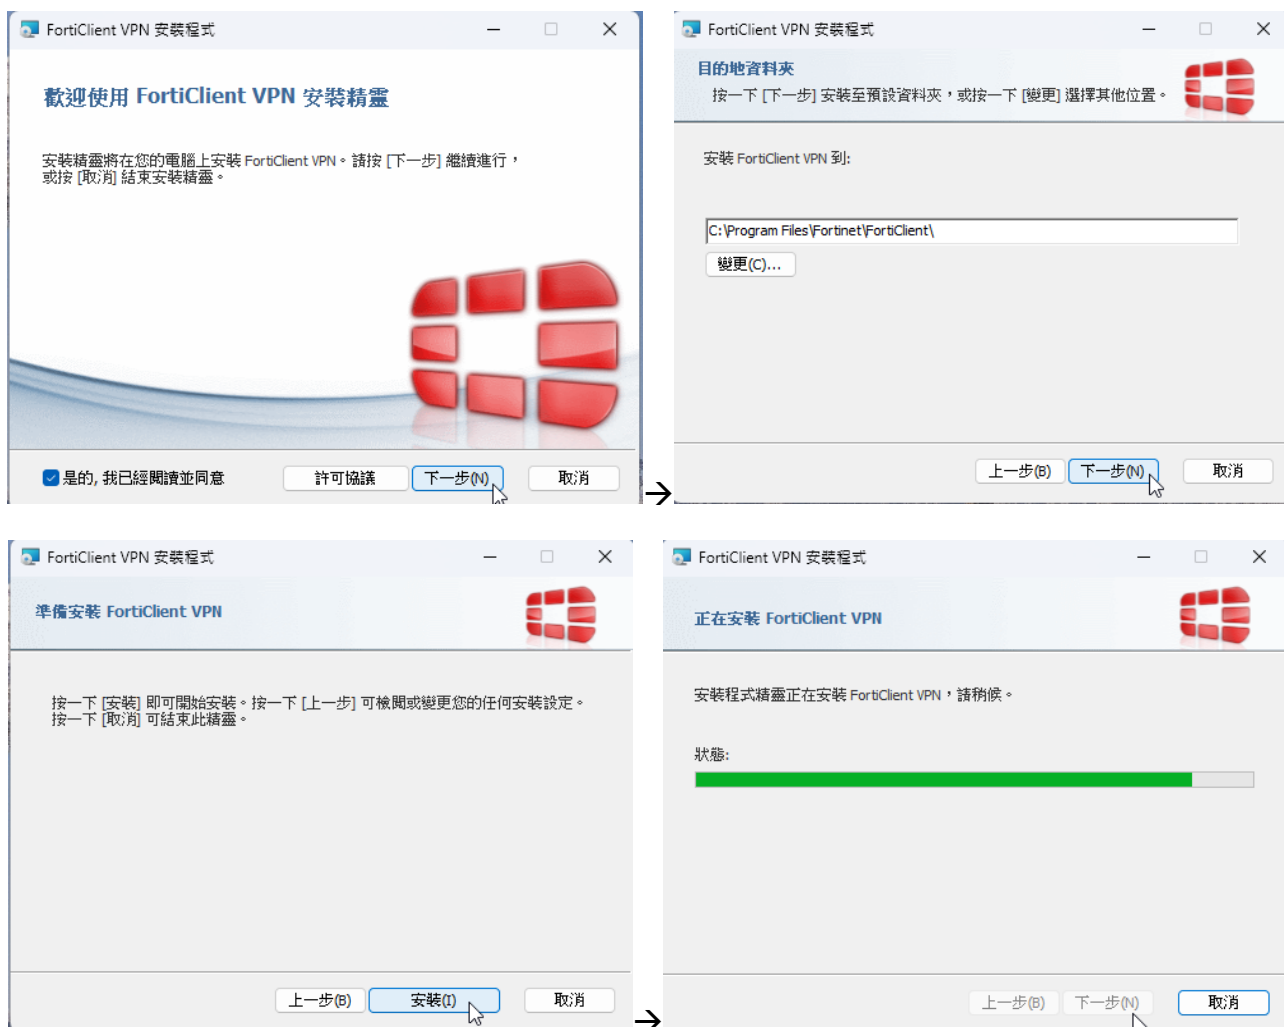 FortiClient VPN 安裝程式
歡迎使用 FortiClient VPN 安裝精靈
安裝精靈將在您的電腦上安裝 FortiClient VPN。請按 [下一步] 繼續進行，
或按 [取消] 結束安裝精靈。
是的, 我已經閱讀並同意
許可協議
下一步(N)
取消
→
FortiClient VPN 安裝程式
目的地資料夾
按一下 [下一步] 安裝至預設資料夾，或按一下 [變更] 選擇其他位置。
安裝 FortiClient VPN 到:
C:\Program Files\Fortinet\FortiClient\
變更(C)...
上一步(B)
下一步(N)
取消
FortiClient VPN 安裝程式
準備安裝 FortiClient VPN
按一下 [安裝] 即可開始安裝。按一下 [上一步] 可檢閱或變更您的任何安裝設定。
按一下 [取消] 可結束此精靈。
上一步(B)
安裝(I)
取消
→
FortiClient VPN 安裝程式
正在安裝 FortiClient VPN
安裝程式精靈正在安裝 FortiClient VPN，請稍候。
狀態:
上一步(B)
下一步(N)
取消